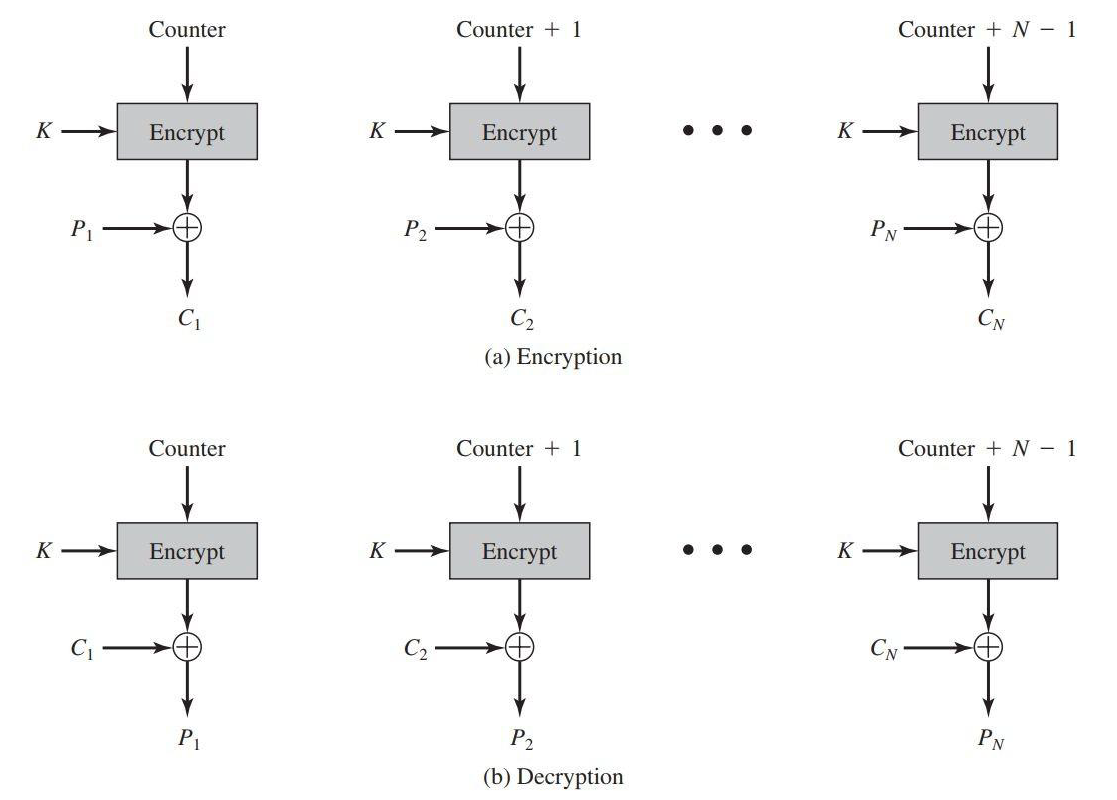 Counter Counter + 1 Counter + N − 1
K Encrypt K Encrypt • • • K Encrypt
P1 P2 PN
C1 C2 CN
(a) Encryption
Counter Counter + 1 Counter + N − 1
K Encrypt K Encrypt • • • K Encrypt
C1 C2 CN
P1 P2 PN
(b) Decryption